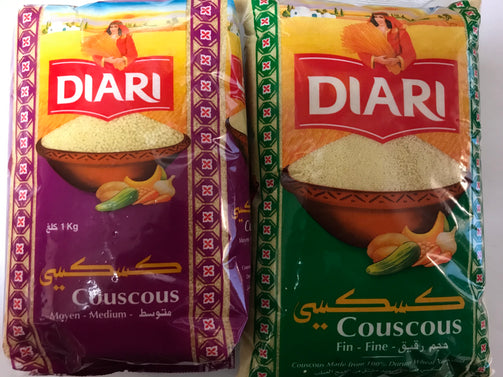 DIARI
1 Kg كلغ
كسكسي
Couscous
Moyen - Medium - متوسط
DIARI
كسكسي
Couscous
Fin - Fine - حجم رقيق
Couscous Made from 100% Durum Wheat